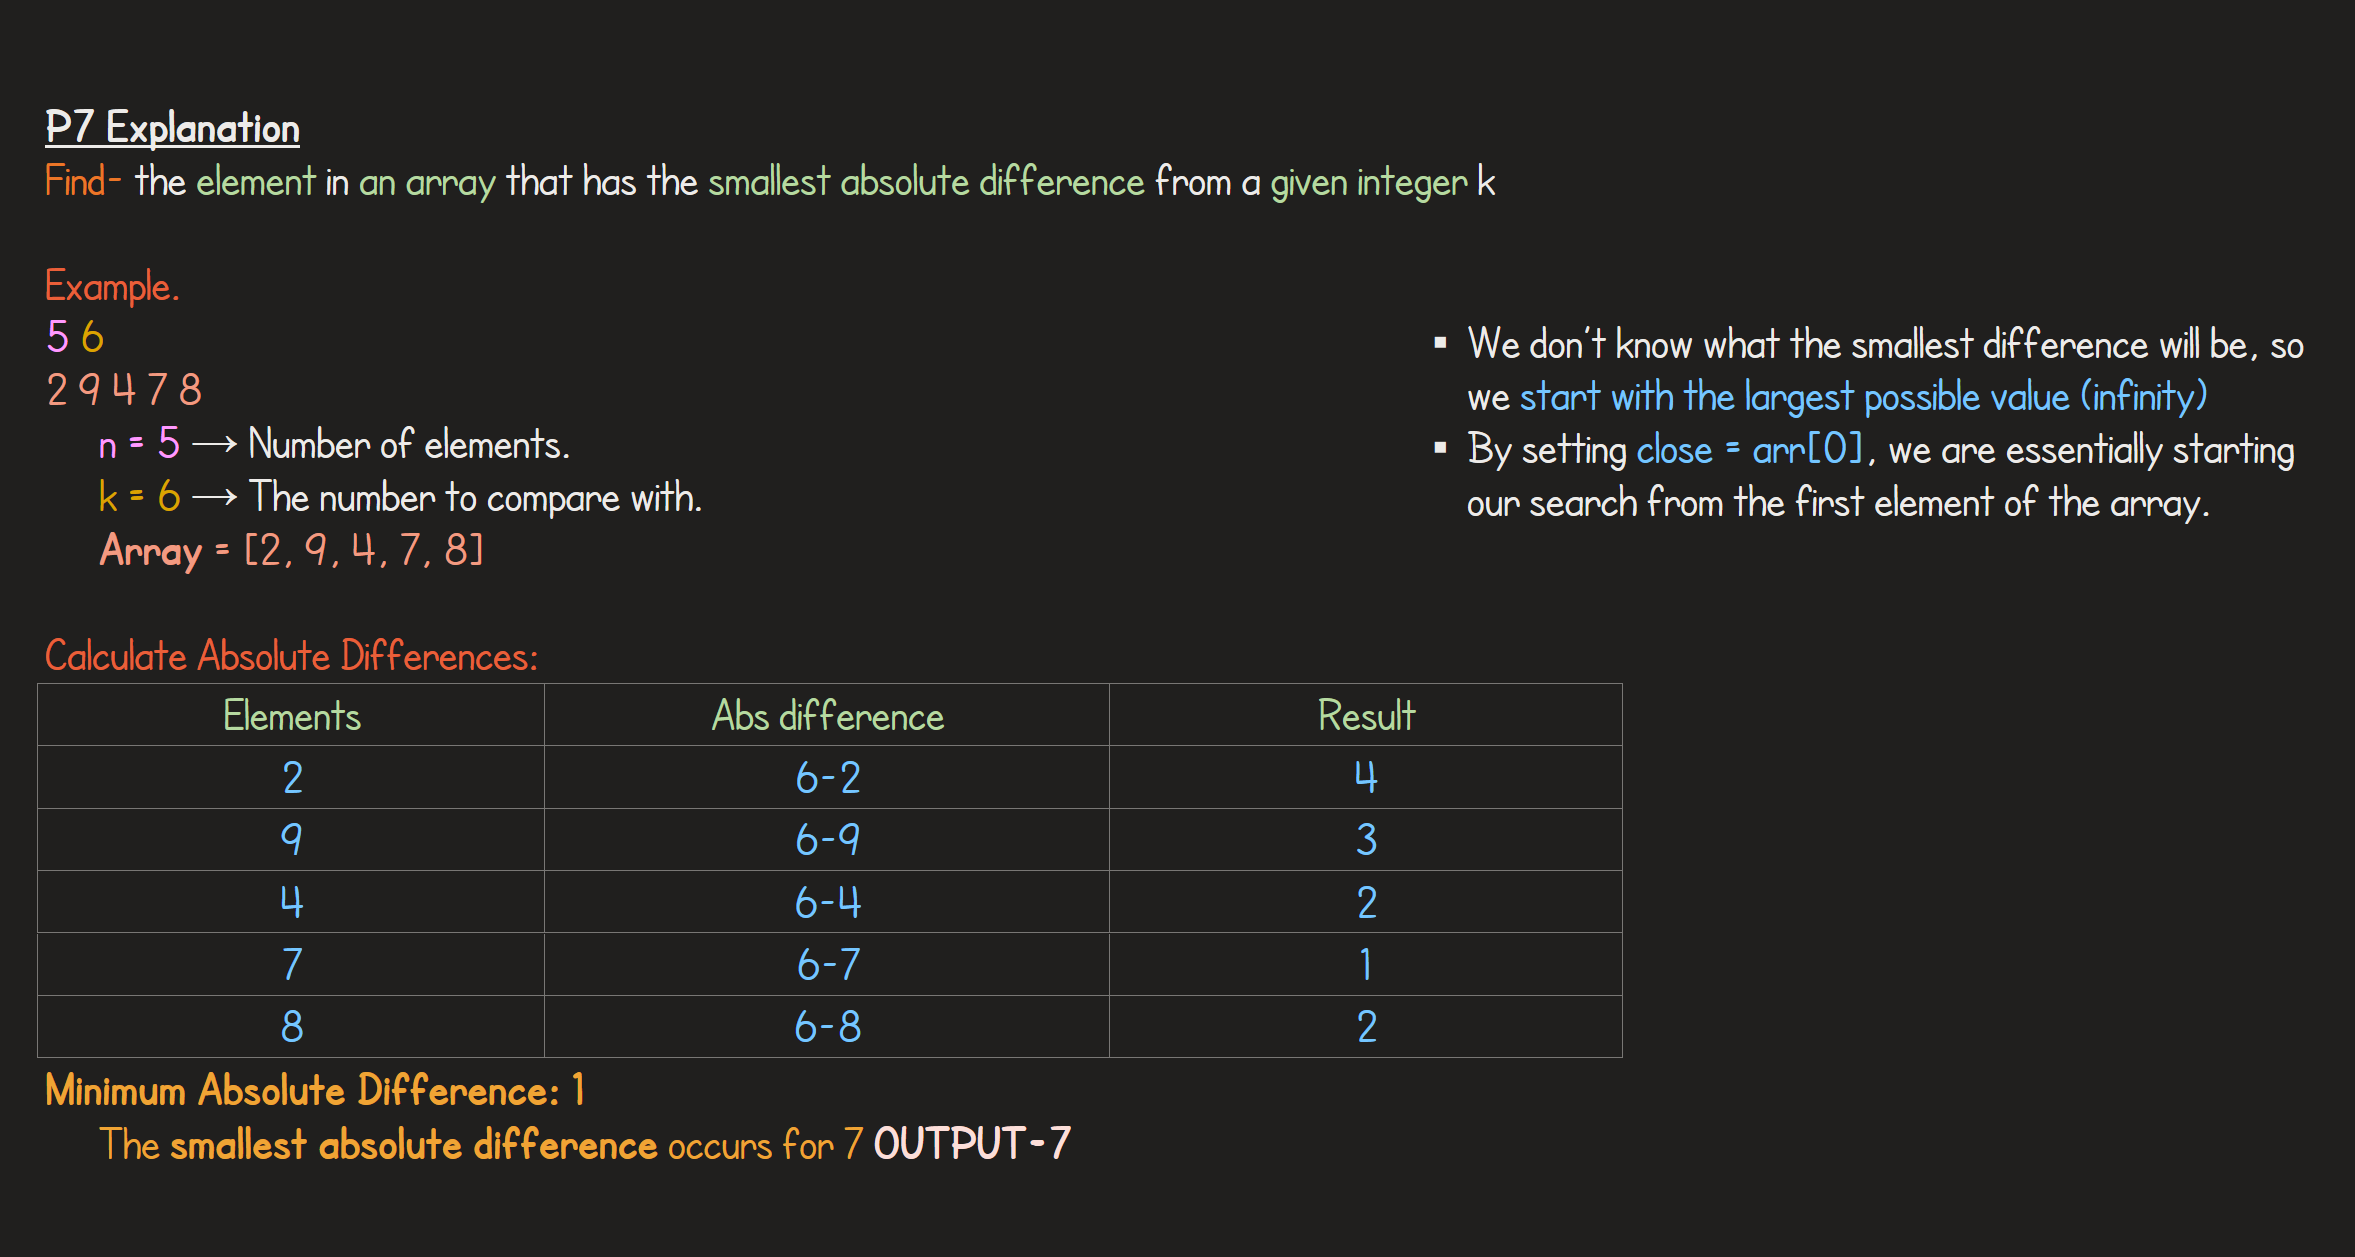 P7 Explanation
Find- the element in an array that has the smallest absolute difference from a given integer k
Example.
5 6
2 9 4 7 8
n = 5 → Number of elements.
k = 6 → The number to compare with.
Array = [2, 9, 4, 7, 8]
▪ We don't know what the smallest difference will be, so
we start with the largest possible value (infinity)
▪ By setting close = arr[0], we are essentially starting
our search from the first element of the array.
Calculate Absolute Differences:
Elements Abs difference Result
2 6-2 4
9 6-9 3
4 6-4 2
7 6-7 1
8 6-8 2
Minimum Absolute Difference: 1
The smallest absolute difference occurs for 7 OUTPUT-7